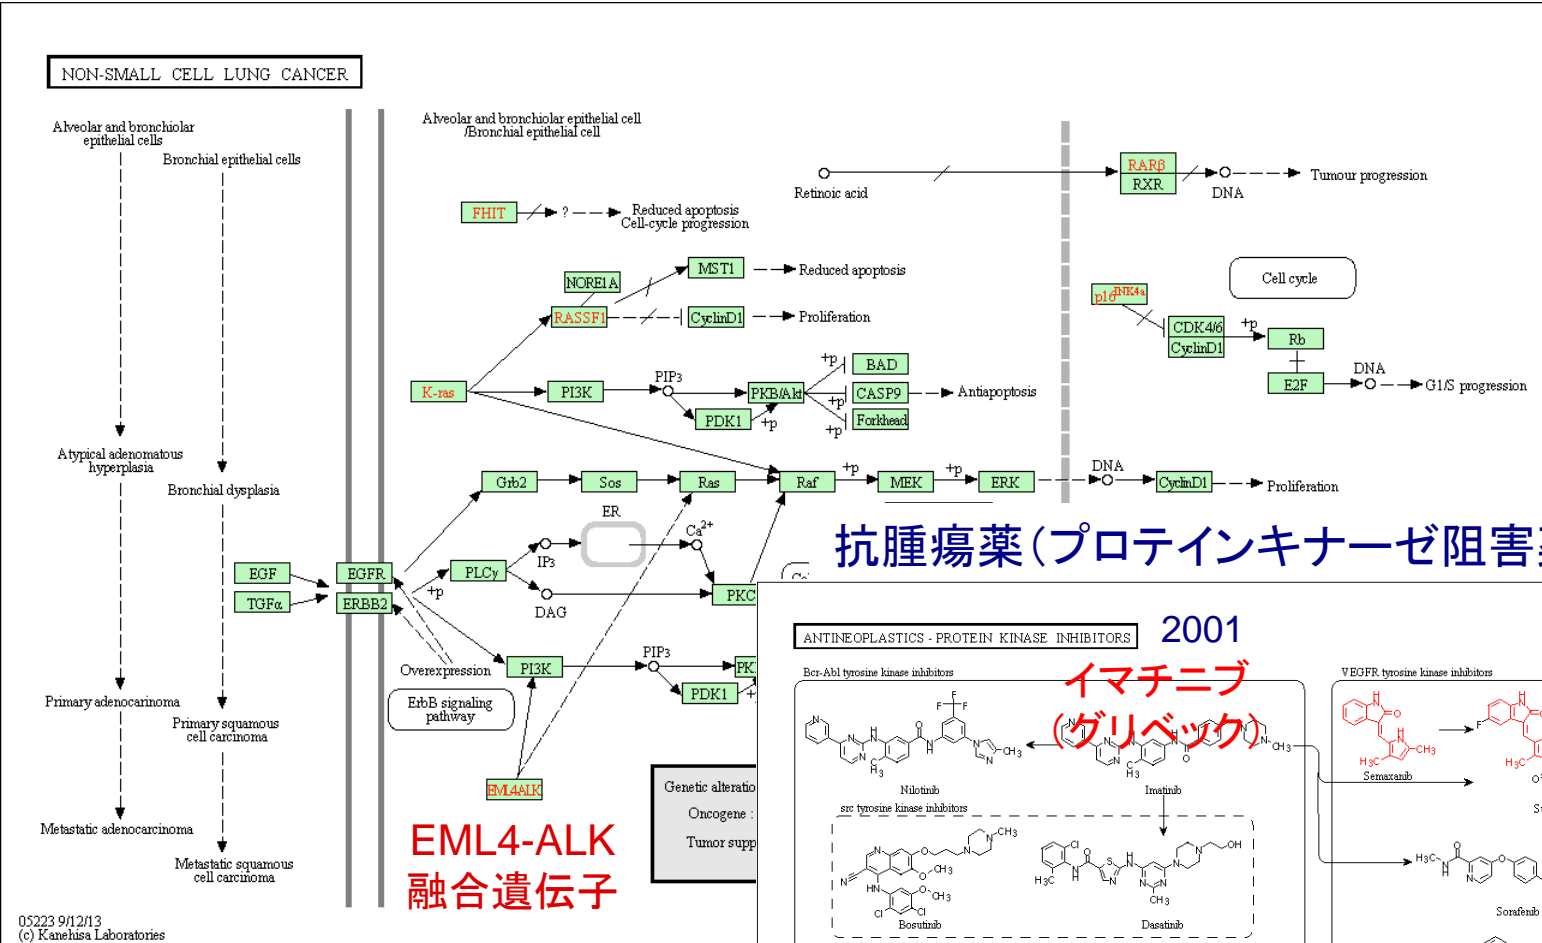 NON-SMALL CELL LUNG CANCER
Alveolar and bronchiolar
epithelial cells
Bronchial epithelial cells
Alveolar and bronchiolar epithelial cell
/Bronchial epithelial cell
Retinoic acid
RARβ
RXR
DNA
Tumour progression
FHIT
?
Reduced apoptosis
Cell-cycle progression
NORE1A
MST1
Reduced apoptosis
RASSF1
CyclinD1
Proliferation
p16INK4a
Cell cycle
CDK4/6
CyclinD1
+p
Rb
E2F
DNA
G1/S progression
K-ras
PI3K
PIP3
PKB/Akt
PDK1
+p
+p
+p
+p
BAD
CASP9
Forkhead
Antiapoptosis
Atypical adenomatous
hyperplasia
Bronchial dysplasia
Grb2
Sos
Ras
Raf
+p
MEK
+p
ERK
DNA
CyclinD1
Proliferation
ER
Ca2+
IP3
DAG
PLCγ
PKC
EGF
TGFα
EGFR
ERBB2
+p
Overexpression
ErbB signaling
pathway
PI3K
PIP3
PDK1
Primary adenocarinoma
Primary squamous
cell carcinoma
EML4ALK
EML4-ALK
融合遺伝子
Metastatic adenocarcinoma
Metastatic squamous
cell carcinoma
Oncogene :
05223 9/12/13
(c) Kanehisa Laboratories
抗腫瘍薬(プロテインキナーゼ阻害
ANTINEOPLASTICS - PROTEIN KINASE INHIBITORS
2001
Bcr-Abl tyrosine kinase inhibitors
イマチニブ
(グリベック)
Nilotinib
Imatinib
src tyrosine kinase inhibitors
Bosutinib
Dasatinib
VEGFR tyrosine kinase inhibitors
Semaxanib
Sorafenib